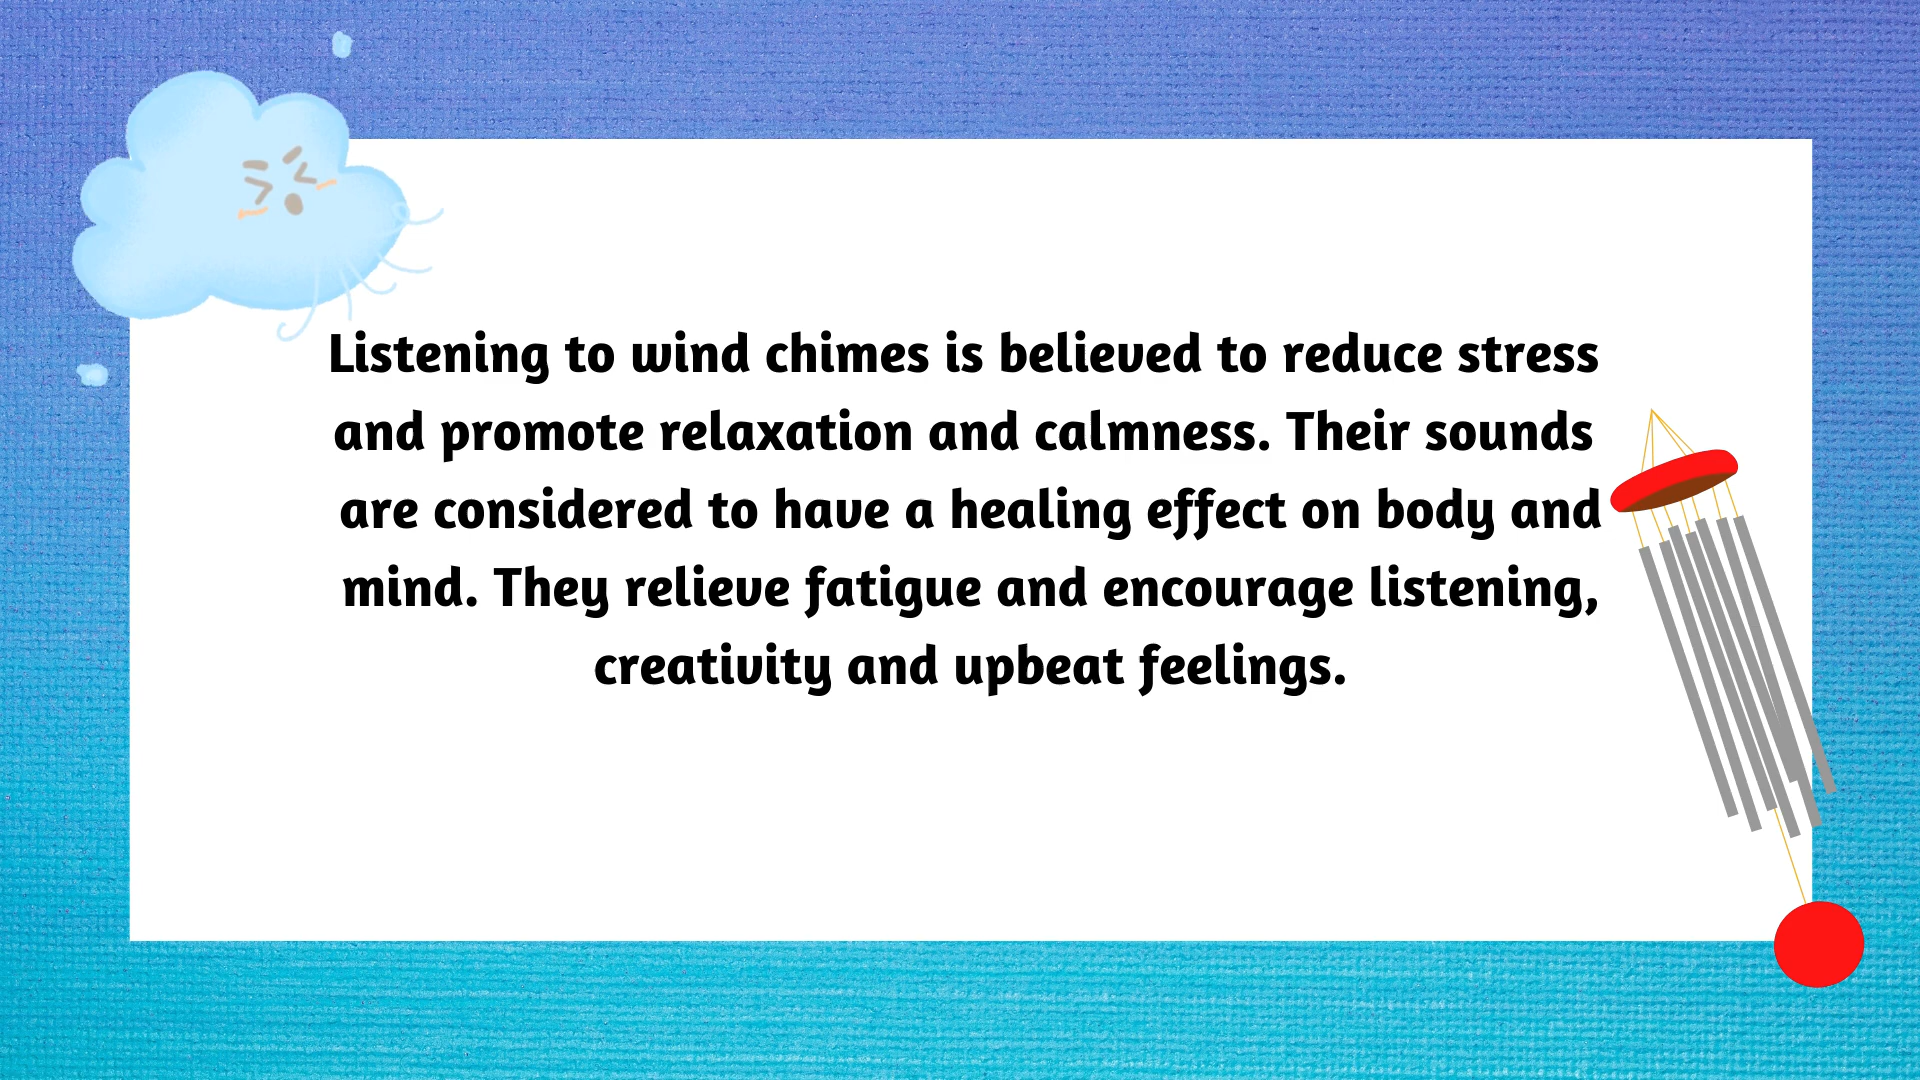 Listening to wind chimes is believed to reduce stress
and promote relaxation and calmness. Their sounds
are considered to have a healing effect on body and
mind. They relieve fatigue and encourage listening,
creativity and upbeat feelings.